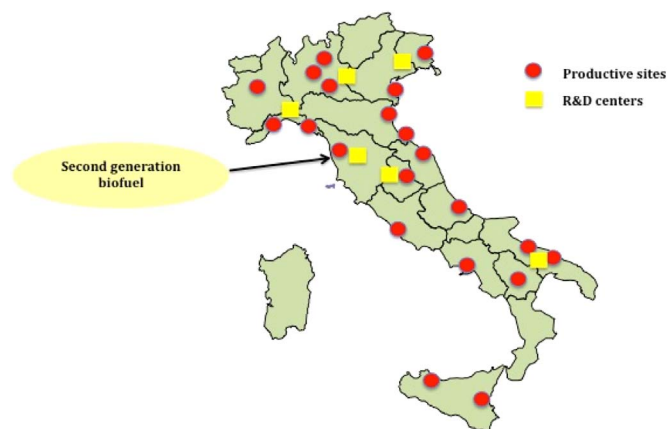 Productive sites
R&D centers
Second generation
biofuel